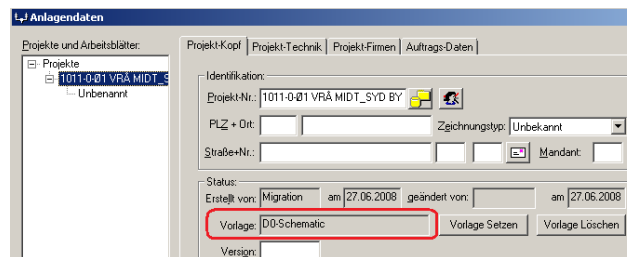 Anlagendaten
Projekte und Arbeitsblätter:
Projekte
1011-0-Ø1 VRÅ MIDT_S
Unbenannt
Projekt-Kopf Projekt-Technik Projekt-Firmen Auftrags-Daten
Identifikation:
Projekt-Nr.: 1011-0-Ø1 VRÅ MIDT_SYD BY
PLZ + Ort: Zeichnungstyp: Unbekannt
Straße+Nr.: Mandant:
Status:
Erstellt von: Migration am 27.06.2008 geändert von: am 27.06.2008
Vorlage: D0-Schematic Vorlage Setzen Vorlage Löschen
Version: